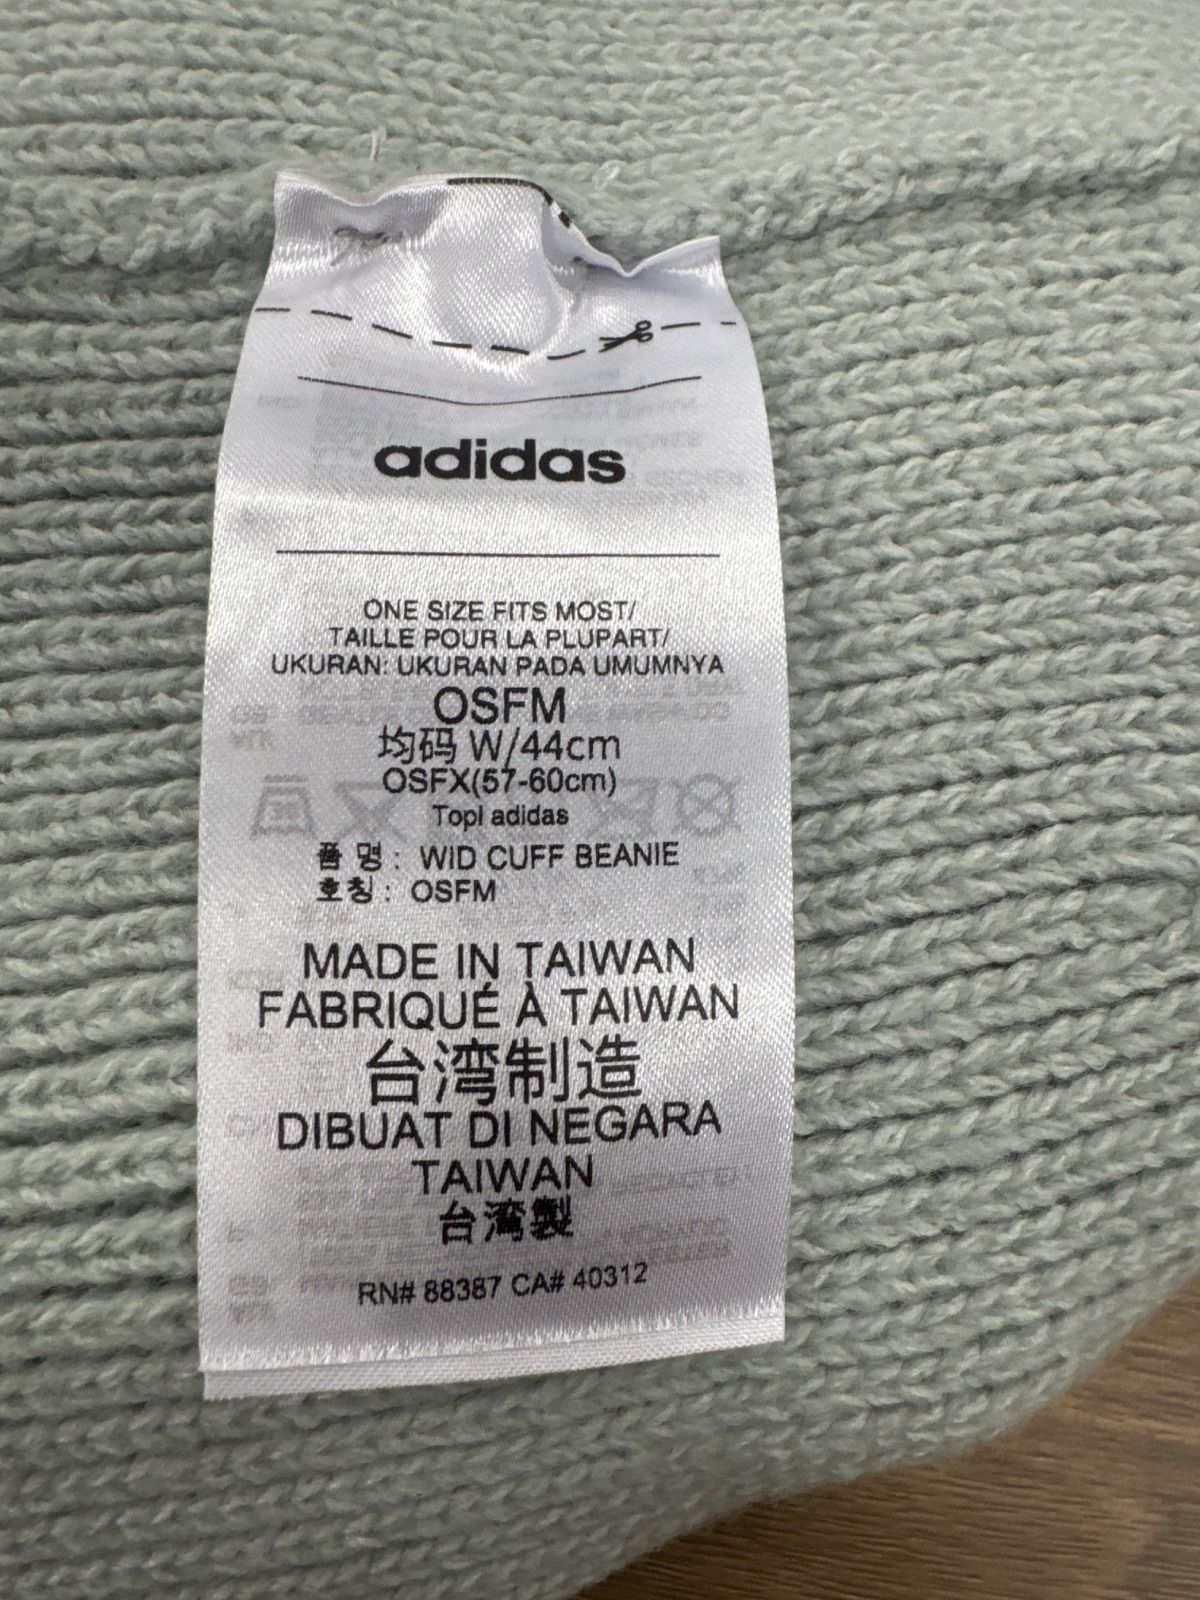 adidas
ONE SIZE FITS MOST/
TAILLE POUR LA PLUPART/
UKURAN: UKURAN PADA UMUMNYA
OSFM
均码 W/44cm
OSFX(57-60cm)
Topi adidas
품 명 : WID CUFF BEANIE
호칭 : OSFM
MADE IN TAIWAN
FABRIQUÉ À TAIWAN
台湾制造
DIBUAT DI NEGARA
TAIWAN
台灣製
RN# 88387 CA# 40312